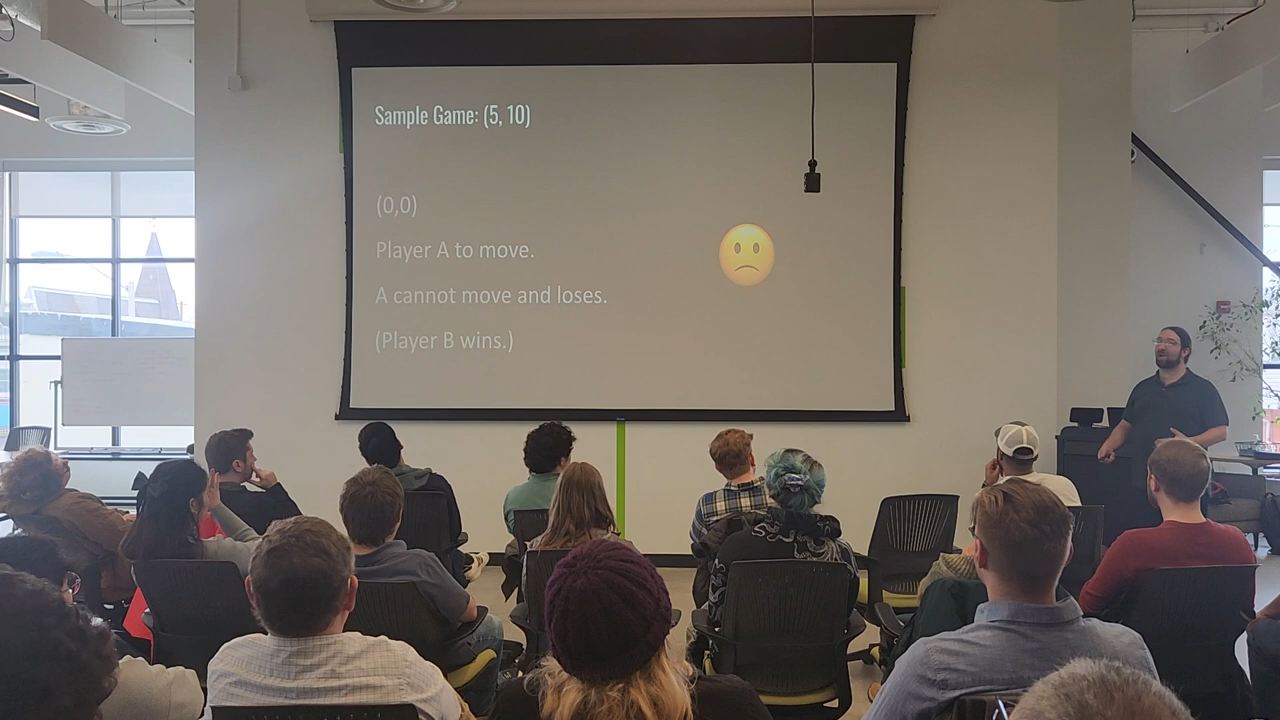 Sample Game: (5, 10)
(0,0)
Player A to move.
A cannot move and loses.
(Player B wins.)